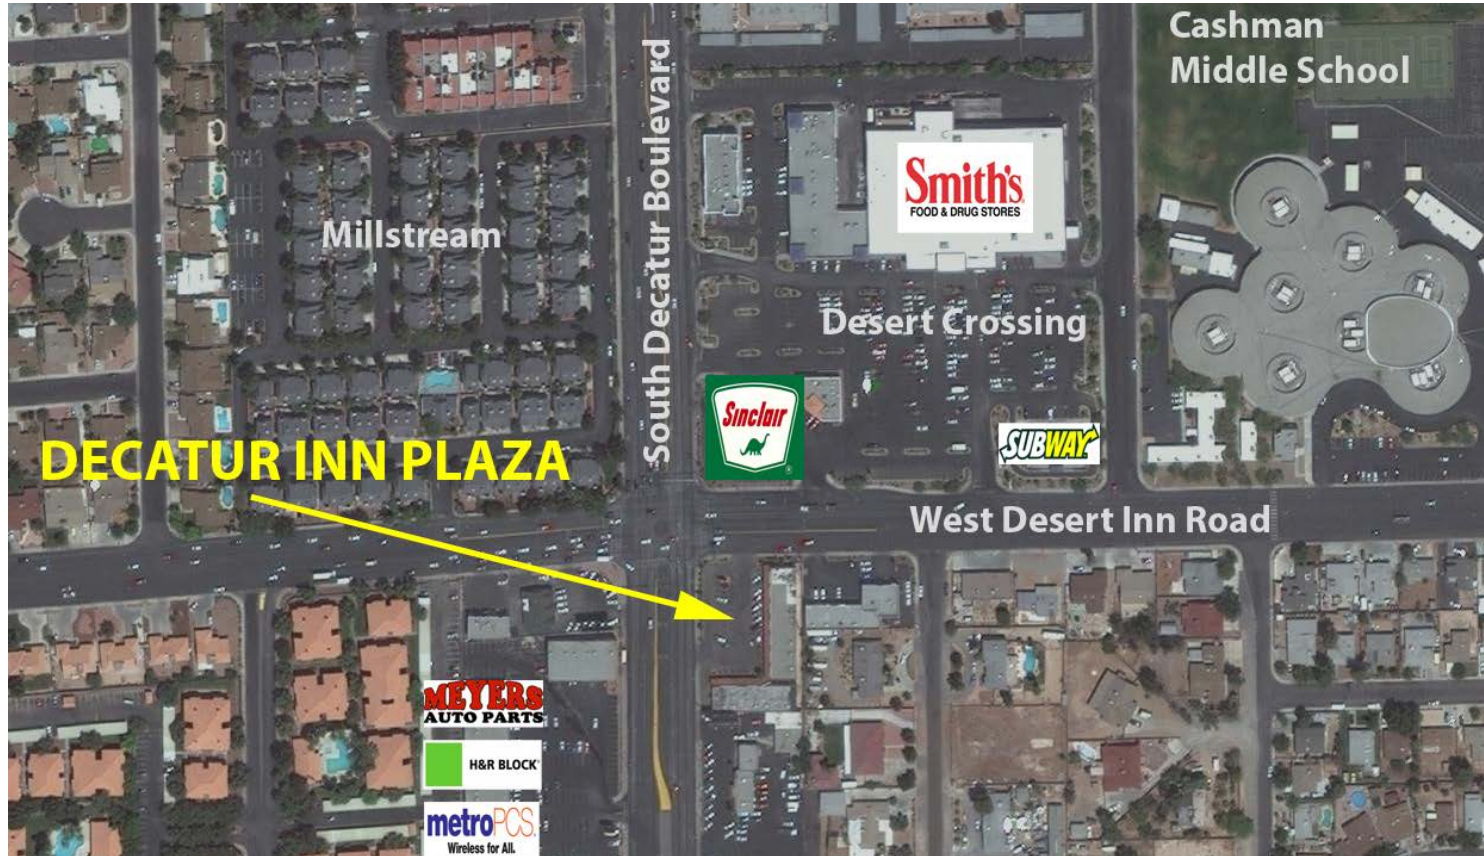 Cashman
Middle School
South Decatur Boulevard
Smith's
FOOD & DRUG STORES
Millstream
Desert Crossing
Sinclair
®
SUBWAY
DECATUR INN PLAZA
West Desert Inn Road
MEYERS
AUTO PARTS
H&R BLOCK®
metroPCS.
Wireless for All.